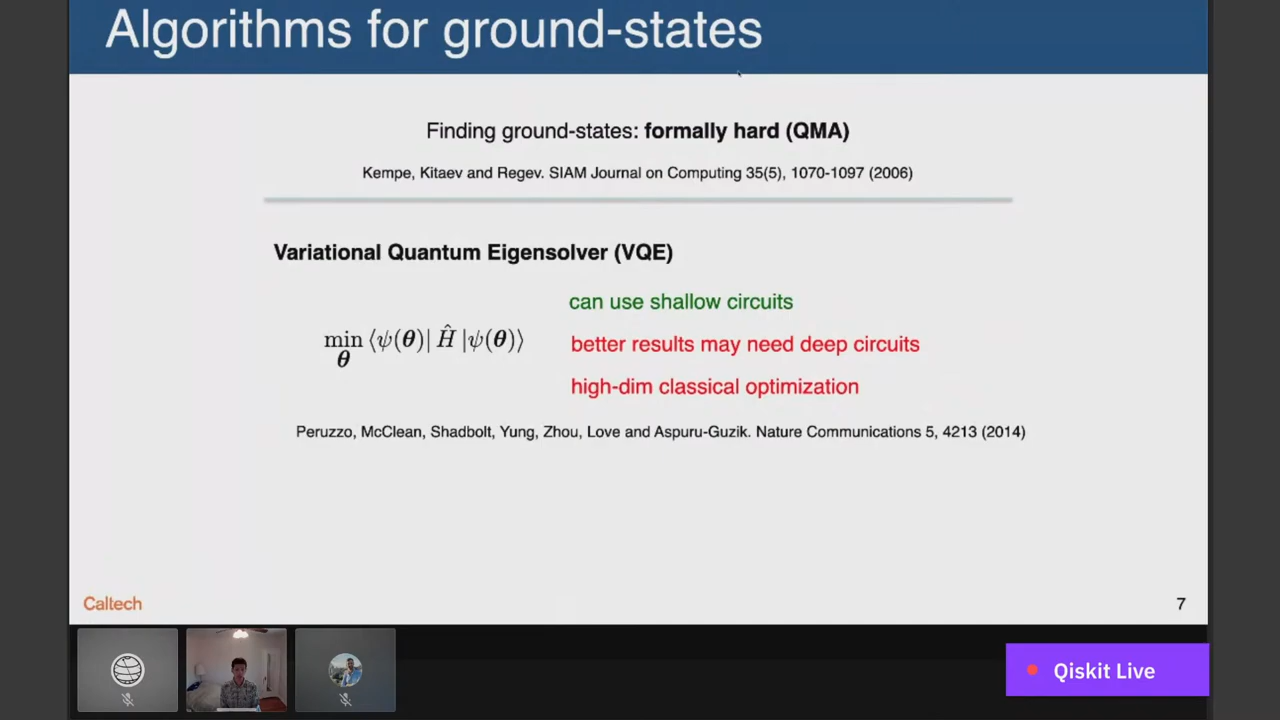 Algorithms for ground-states
Finding ground-states: formally hard (QMA)
Kempe, Kitaev and Regev. SIAM Journal on Computing 35(5), 1070-1097 (2006)
Variational Quantum Eigensolver (VQE)
can use shallow circuits
min ⟨ψ(θ)| Ĥ |ψ(θ)⟩
θ
better results may need deep circuits
high-dim classical optimization
Peruzzo, McClean, Shadbolt, Yung, Zhou, Love and Aspuru-Guzik. Nature Communications 5, 4213 (2014)
Caltech
7
Qiskit Live